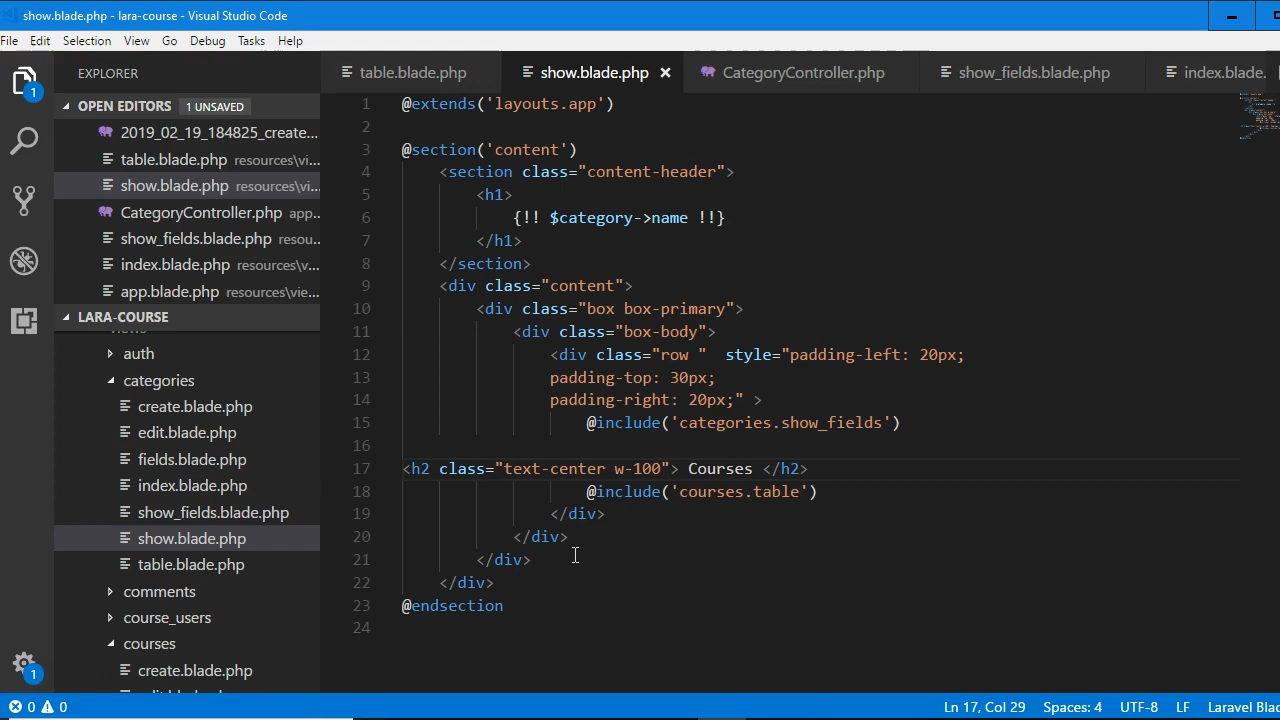 show.blade.php - lara-course - Visual Studio Code
File Edit Selection View Go Debug Tasks Help
EXPLORER
table.blade.php show.blade.php CategoryController.php show_fields.blade.php index.blade.
OPEN EDITORS 1 UNSAVED
2019_02_19_184825_create...
table.blade.php resources\vi...
show.blade.php resources\vi...
CategoryController.php app...
show_fields.blade.php resou...
index.blade.php resources\v...
app.blade.php resources\vie...
LARA-COURSE
views
auth
categories
create.blade.php
edit.blade.php
fields.blade.php
index.blade.php
show_fields.blade.php
show.blade.php
table.blade.php
comments
course_users
courses
create.blade.php
1
1
1 @extends('layouts.app')
2
3 @section('content')
4 <section class="content-header">
5 <h1>
6 {!! $category->name !!}
7 </h1>
8 </section>
9 <div class="content">
10 <div class="box box-primary">
11 <div class="box-body">
12 <div class="row "  style="padding-left: 20px;
13 padding-top: 30px;
14 padding-right: 20px;" >
15 @include('categories.show_fields')
16
17 <h2 class="text-center w-100"> Courses </h2>
18 @include('courses.table')
19 </div>
20 </div>
21 </div>
22 </div>
23 @endsection
24
0 0 Ln 17, Col 29 Spaces: 4 UTF-8 LF Laravel Blad